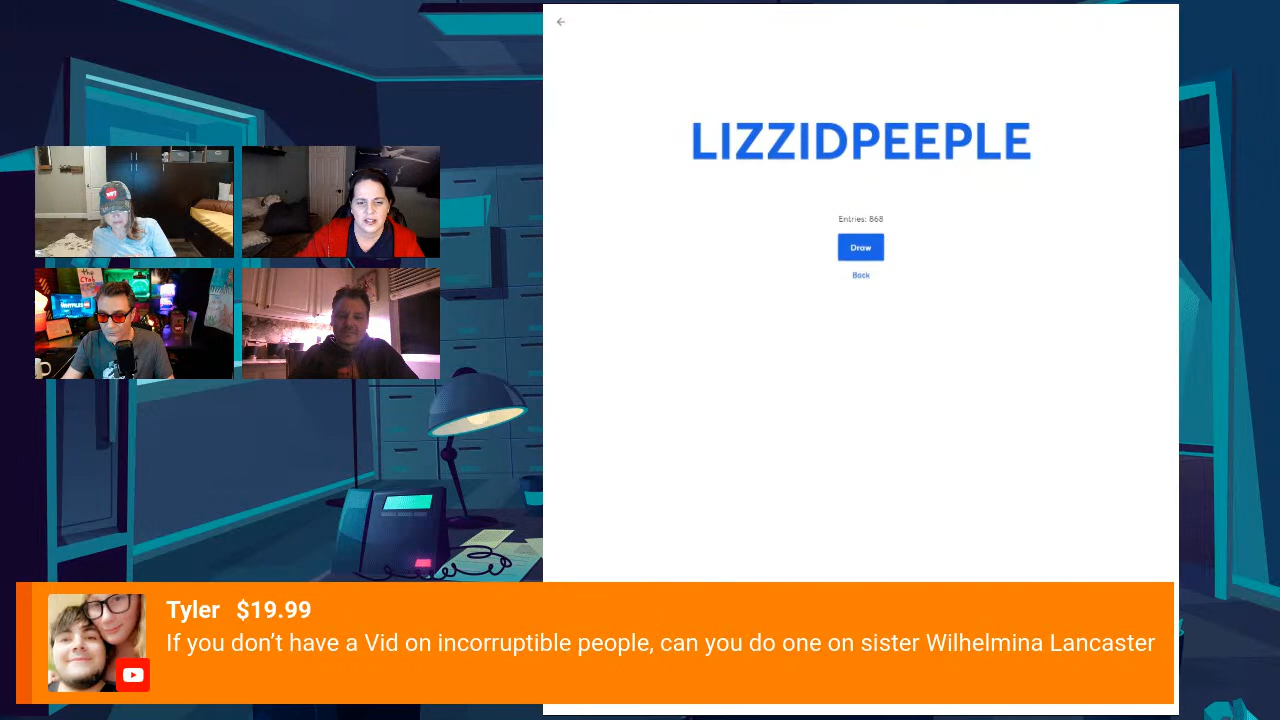 LIZZIDPEEPLE
Entries: 868
Draw
Back
the
Tyler $19.99
If you don’t have a Vid on incorruptible people, can you do one on sister Wilhelmina Lancaster